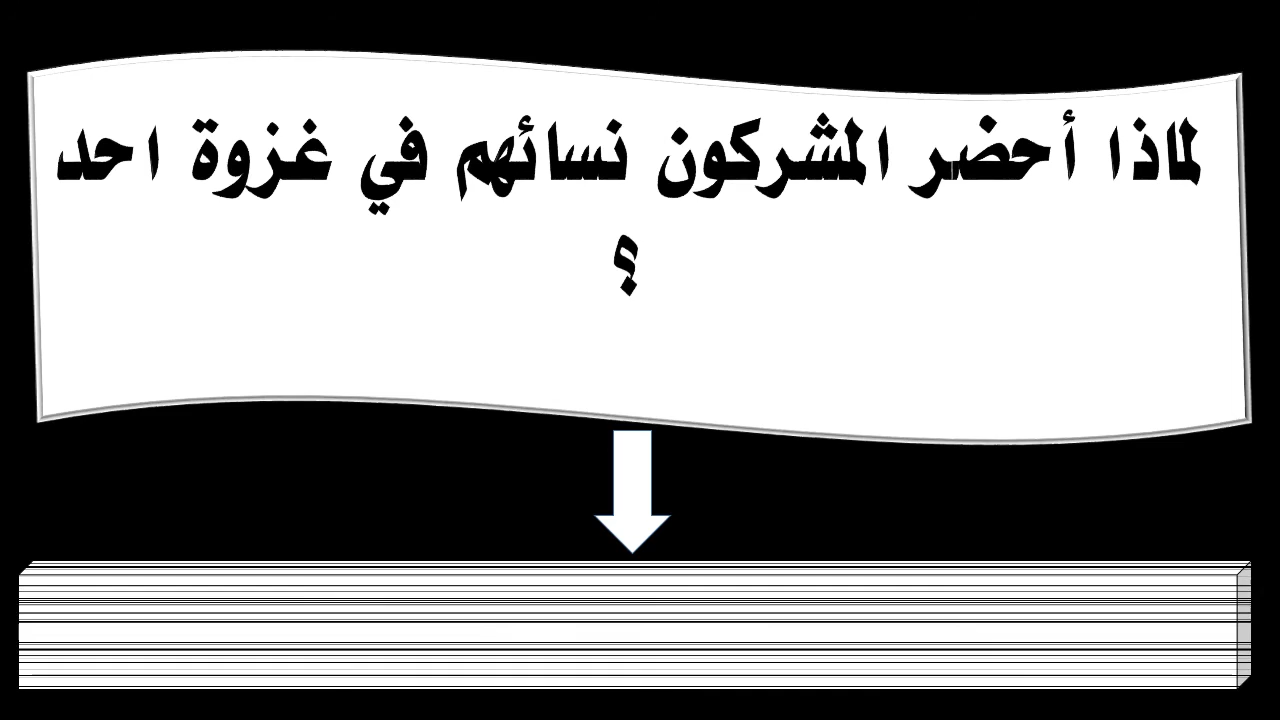 لماذا أحضر المشركون نسائهم في غزوة احد
؟